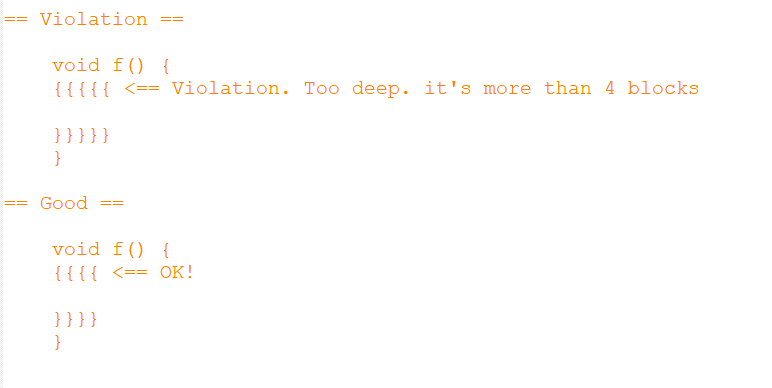 == Violation ==
void f() {
{{{{{ <== Violation. Too deep. it's more than 4 blocks
}}}}}
}
== Good ==
void f() {
{{{{ <== OK!
}}}}
}